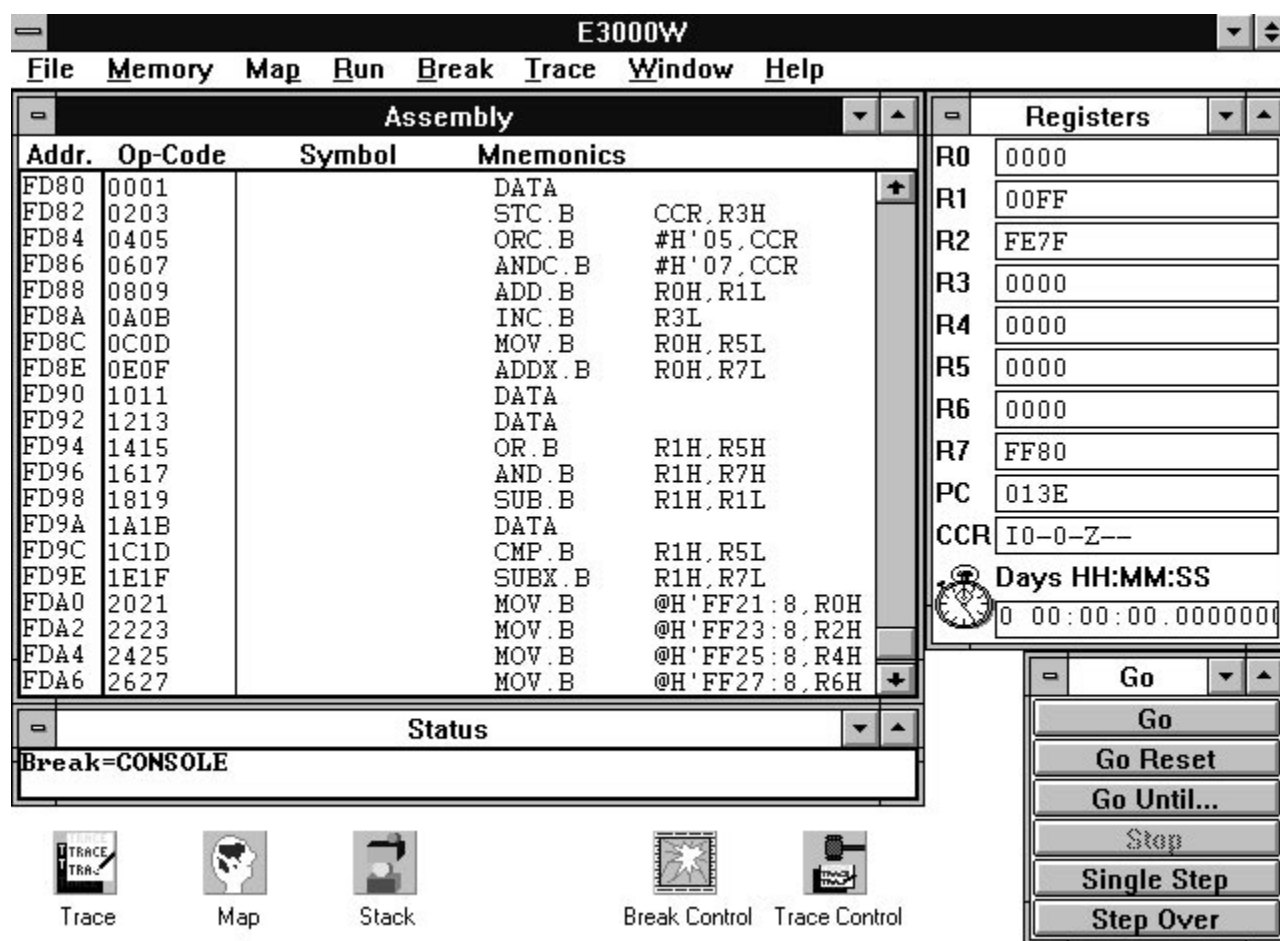 E3000W
File Memory Map Run Break Trace Window Help
Assembly
Addr. Op-Code Symbol Mnemonics
FD80 0001 DATA
FD82 0203 STC.B CCR,R3H
FD84 0405 ORC.B #H'05,CCR
FD86 0607 ANDC.B #H'07,CCR
FD88 0809 ADD.B R0H,R1L
FD8A 0A0B INC.B R3L
FD8C 0C0D MOV.B R0H,R5L
FD8E 0E0F ADDX.B R0H,R7L
FD90 1011 DATA
FD92 1213 DATA
FD94 1415 OR.B R1H,R5H
FD96 1617 AND.B R1H,R7H
FD98 1819 SUB.B R1H,R1L
FD9A 1A1B DATA
FD9C 1C1D CMP.B R1H,R5L
FD9E 1E1F SUBX.B R1H,R7L
FDA0 2021 MOV.B @H'FF21:8,R0H
FDA2 2223 MOV.B @H'FF23:8,R2H
FDA4 2425 MOV.B @H'FF25:8,R4H
FDA6 2627 MOV.B @H'FF27:8,R6H
Registers
R0 0000
R1 00FF
R2 FE7F
R3 0000
R4 0000
R5 0000
R6 0000
R7 FF80
PC 013E
CCR I0-0-Z--
Days HH:MM:SS
0 00:00:00.0000000
Status
Break=CONSOLE
Go
Go
Go Reset
Go Until...
Stop
Single Step
Step Over
TRACE
TRACE
Trace
Map
Stack
Break Control
Trace Control